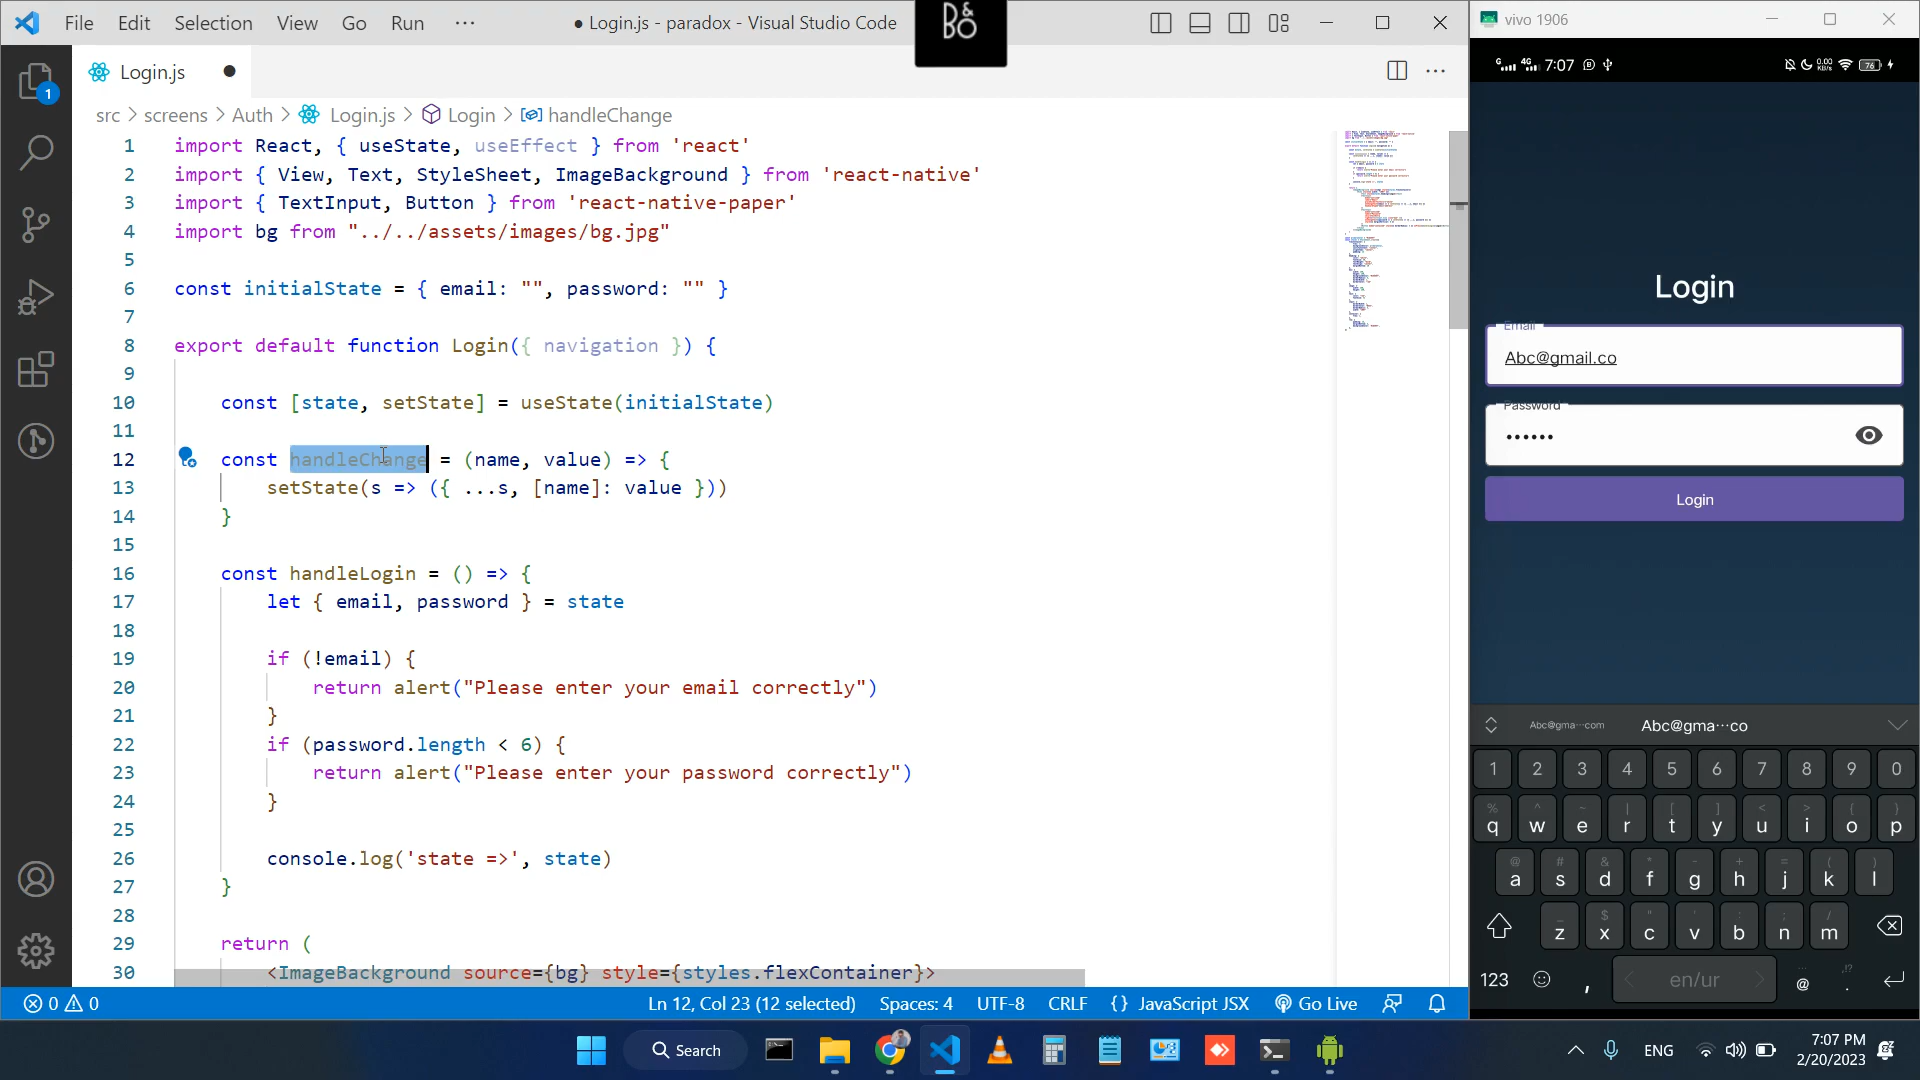 File Edit Selection View Go Run ··· ● Login.js - paradox - Visual Studio Code
B&O
vivo 1906
1
Login.js ●
src > screens > Auth > Login.js > Login > handleChange
1 import React, { useState, useEffect } from 'react'
2 import { View, Text, StyleSheet, ImageBackground } from 'react-native'
3 import { TextInput, Button } from 'react-native-paper'
4 import bg from "../../assets/images/bg.jpg"
5
6 const initialState = { email: "", password: "" }
7
8 export default function Login({ navigation }) {
9
10 const [state, setState] = useState(initialState)
11
12 const handleChange = (name, value) => {
13 setState(s => ({ ...s, [name]: value }))
14 }
15
16 const handleLogin = () => {
17 let { email, password } = state
18
19 if (!email) {
20 return alert("Please enter your email correctly")
21 }
22 if (password.length < 6) {
23 return alert("Please enter your password correctly")
24 }
25
26 console.log('state =>', state)
27 }
28
29 return (
30 <ImageBackground source={bg} style={styles.flexContainer}>
0 0 Ln 12, Col 23 (12 selected) Spaces: 4 UTF-8 CRLF {} JavaScript JSX Go Live
G 4G 7:07 0.00 KB/s 76
Login
Email
Abc@gmail.co
Password
••••••
Login
Abc@gma···com Abc@gma···co
1 2 3 4 5 6 7 8 9 0
% ^ ~ | [ ] < > { }
q w e r t y u i o p
@ # & * - + = ( )
a s d f g h j k l
_ $ " ' : ; /
z x c v b n m
123 , en/ur @ .
Search
ENG 7:07 PM
2/20/2023